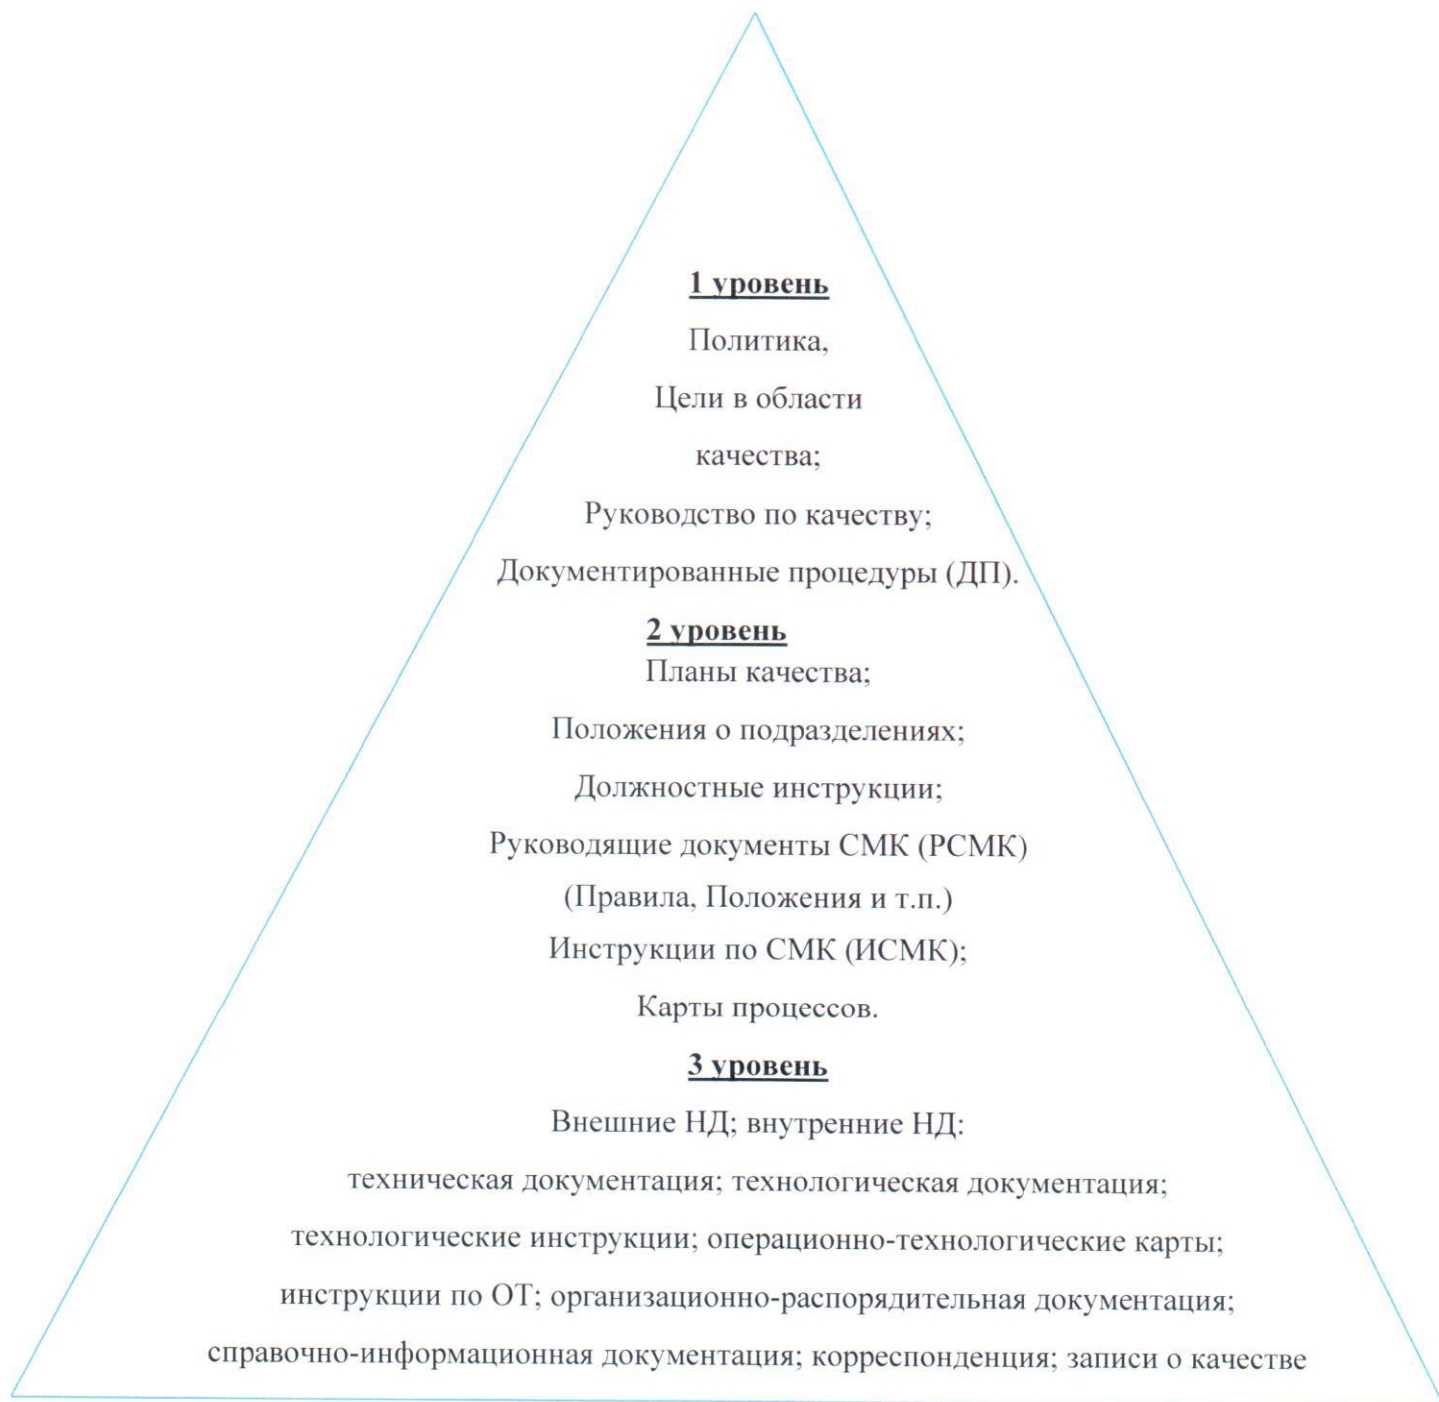 1 уровень
Политика,
Цели в области
качества;
Руководство по качеству;
Документированные процедуры (ДП).
2 уровень
Планы качества;
Положения о подразделениях;
Должностные инструкции;
Руководящие документы СМК (РСМК)
(Правила, Положения и т.п.)
Инструкции по СМК (ИСМК);
Карты процессов.
3 уровень
Внешние НД; внутренние НД:
техническая документация; технологическая документация;
технологические инструкции; операционно-технологические карты;
инструкции по ОТ; организационно-распорядительная документация;
справочно-информационная документация; корреспонденция; записи о качестве